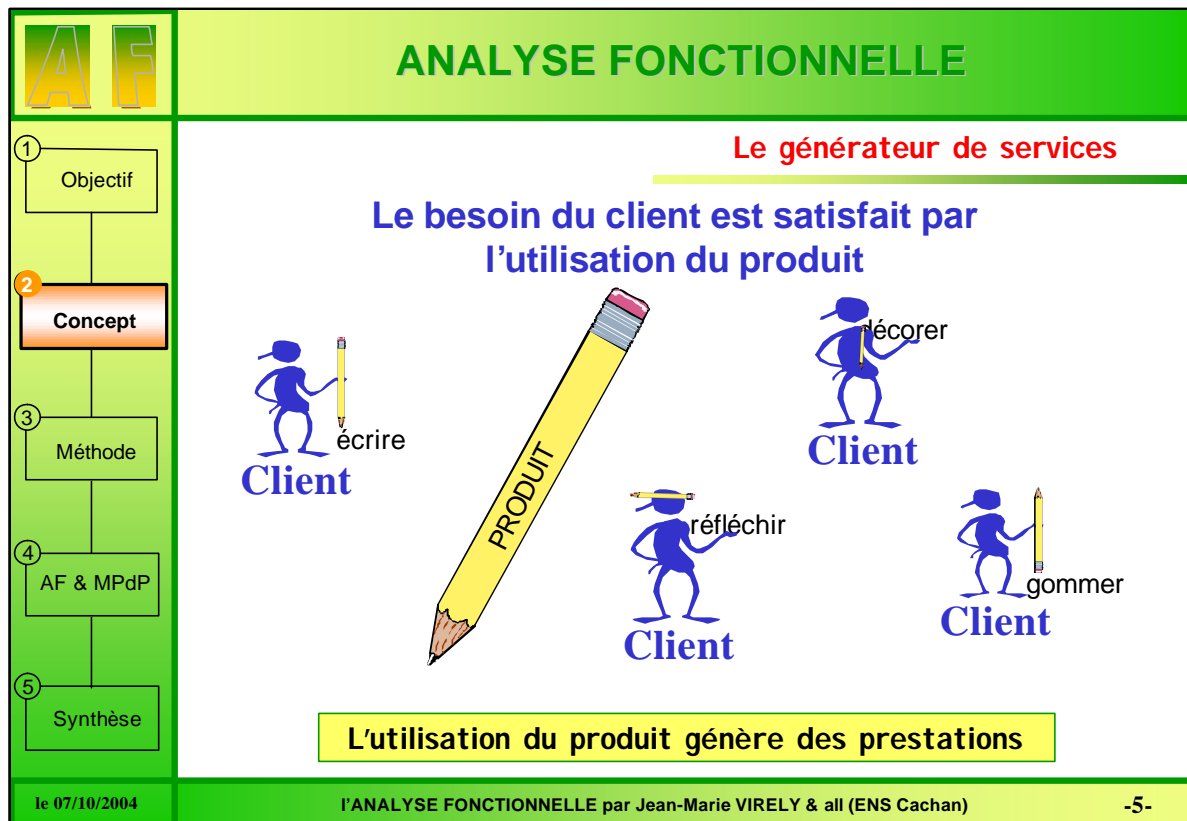 AF
ANALYSE FONCTIONNELLE
1
Objectif
2
Concept
3
Méthode
4
AF & MPdP
5
Synthèse
Le générateur de services
Le besoin du client est satisfait par
l'utilisation du produit
écrire
Client
PRODUIT
décorer
Client
réfléchir
Client
gommer
Client
L'utilisation du produit génère des prestations
le 07/10/2004
l'ANALYSE FONCTIONNELLE par Jean-Marie VIRELY & all (ENS Cachan)
-5-